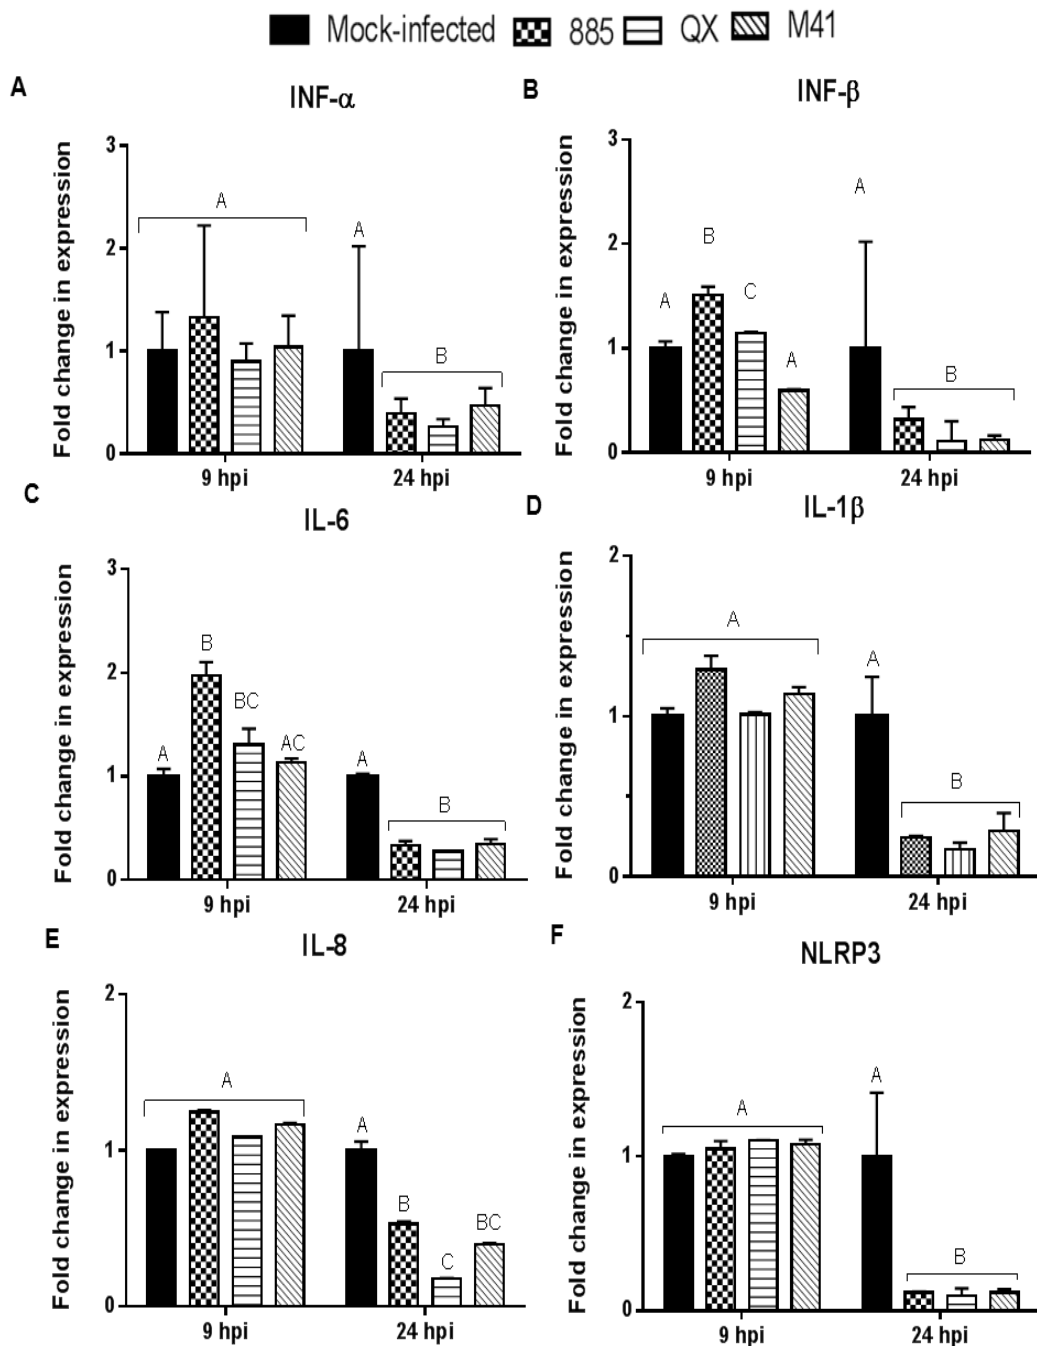 Mock-infected 885 QX M41
A
INF-α
Fold change in expression
3
2
1
0
A
A
B
9 hpi 24 hpi
B
INF-β
Fold change in expression
3
2
1
0
A
B
C
A
A
B
9 hpi 24 hpi
C
IL-6
Fold change in expression
3
2
1
0
A
B
BC
AC
A
B
9 hpi 24 hpi
D
IL-1β
Fold change in expression
2
1
0
A
A
B
9 hpi 24 hpi
E
IL-8
Fold change in expression
2
1
0
A
A
B
C
BC
9 hpi 24 hpi
F
NLRP3
Fold change in expression
2
1
0
A
A
B
9 hpi 24 hpi